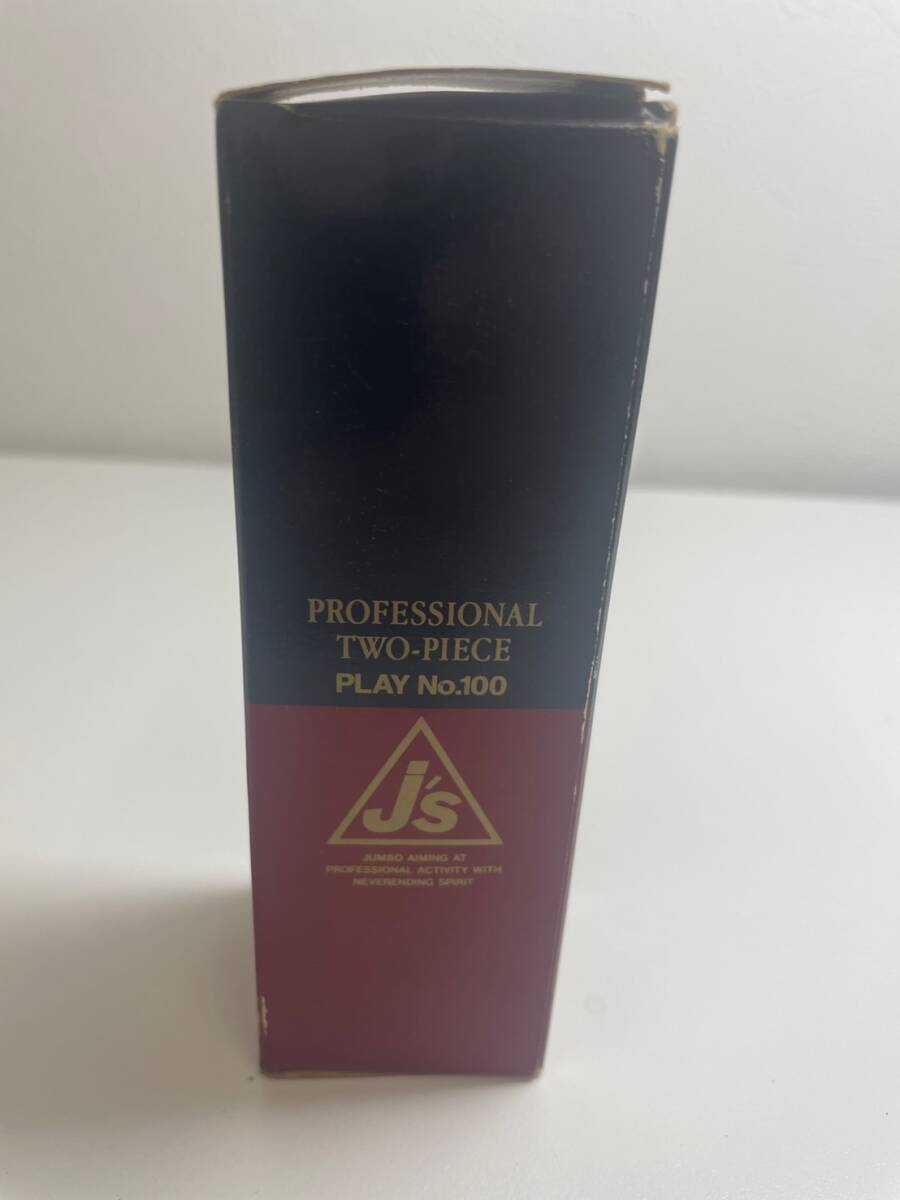 PROFESSIONAL
TWO-PIECE
PLAY No.100
J's
JUMBO AIMING AT
PROFESSIONAL ACTIVITY WITH
NEVERENDING SPIRIT